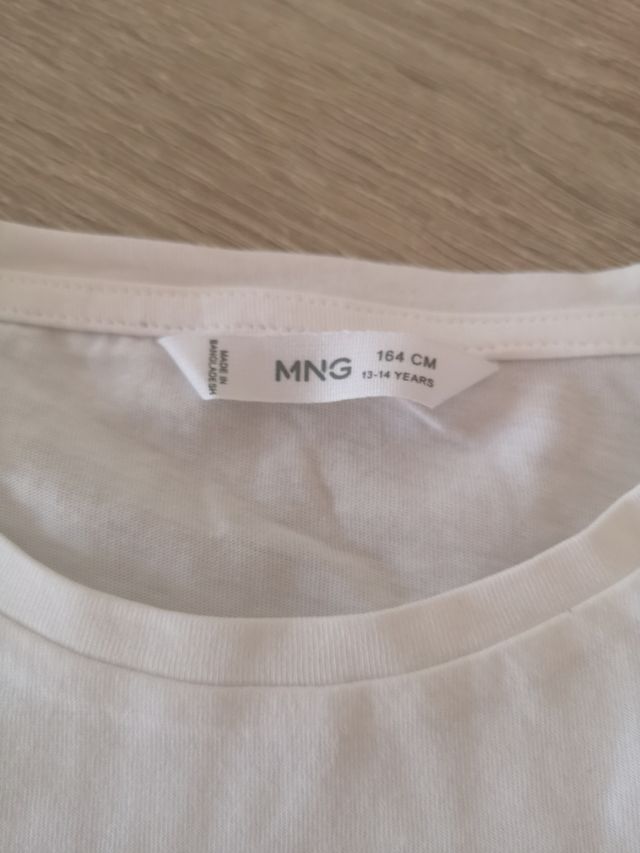 MADE IN
BANGLADESH
MNG
164 CM
13-14 YEARS